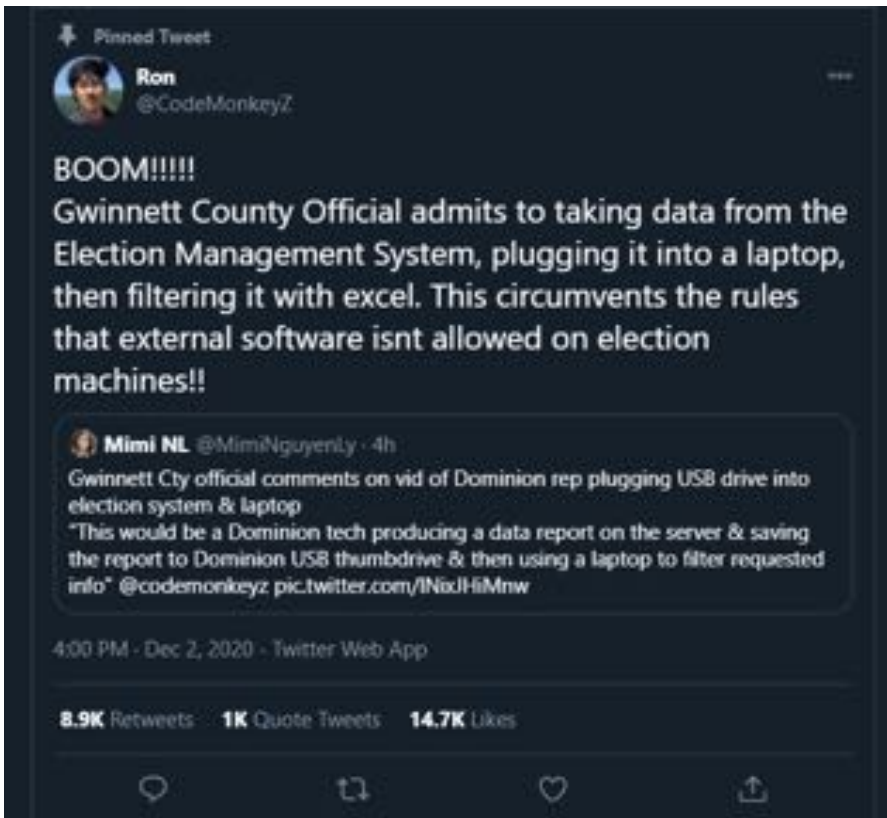 Pinned Tweet
Ron
@CodeMonkeyZ
BOOM!!!!!
Gwinnett County Official admits to taking data from the
Election Management System, plugging it into a laptop,
then filtering it with excel. This circumvents the rules
that external software isnt allowed on election
machines!!
Mimi NL @MimiNguyenLy · 4h
Gwinnett Cty official comments on vid of Dominion rep plugging USB drive into
election system & laptop
"This would be a Dominion tech producing a data report on the server & saving
the report to Dominion USB thumbdrive & then using a laptop to filter requested
info" @codemonkeyz
4:00 PM · Dec 2, 2020 · Twitter Web App
8.9K Retweets 1K Quote Tweets 14.7K Likes